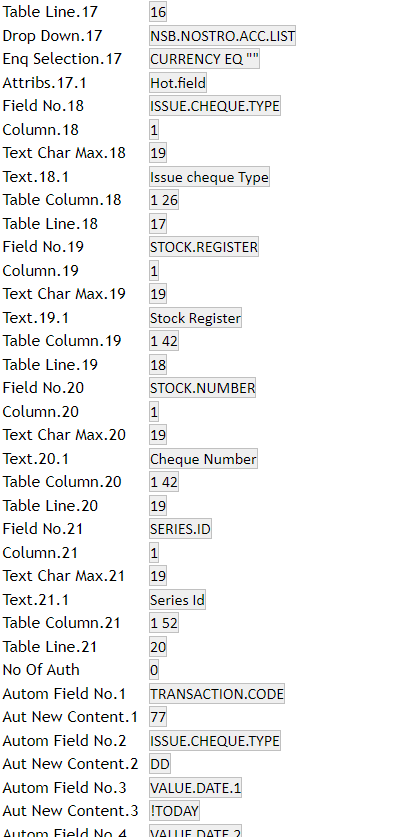 Table Line.17 16
Drop Down.17 NSB.NOSTRO.ACC.LIST
Enq Selection.17 CURRENCY EQ ""
Attribs.17.1 Hot.field
Field No.18 ISSUE.CHEQUE.TYPE
Column.18 1
Text Char Max.18 19
Text.18.1 Issue cheque Type
Table Column.18 1 26
Table Line.18 17
Field No.19 STOCK.REGISTER
Column.19 1
Text Char Max.19 19
Text.19.1 Stock Register
Table Column.19 1 42
Table Line.19 18
Field No.20 STOCK.NUMBER
Column.20 1
Text Char Max.20 19
Text.20.1 Cheque Number
Table Column.20 1 42
Table Line.20 19
Field No.21 SERIES.ID
Column.21 1
Text Char Max.21 19
Text.21.1 Series Id
Table Column.21 1 52
Table Line.21 20
No Of Auth 0
Autom Field No.1 TRANSACTION.CODE
Aut New Content.1 77
Autom Field No.2 ISSUE.CHEQUE.TYPE
Aut New Content.2 DD
Autom Field No.3 VALUE.DATE.1
Aut New Content.3 !TODAY
Autom Field No.4 VALUE.DATE.2